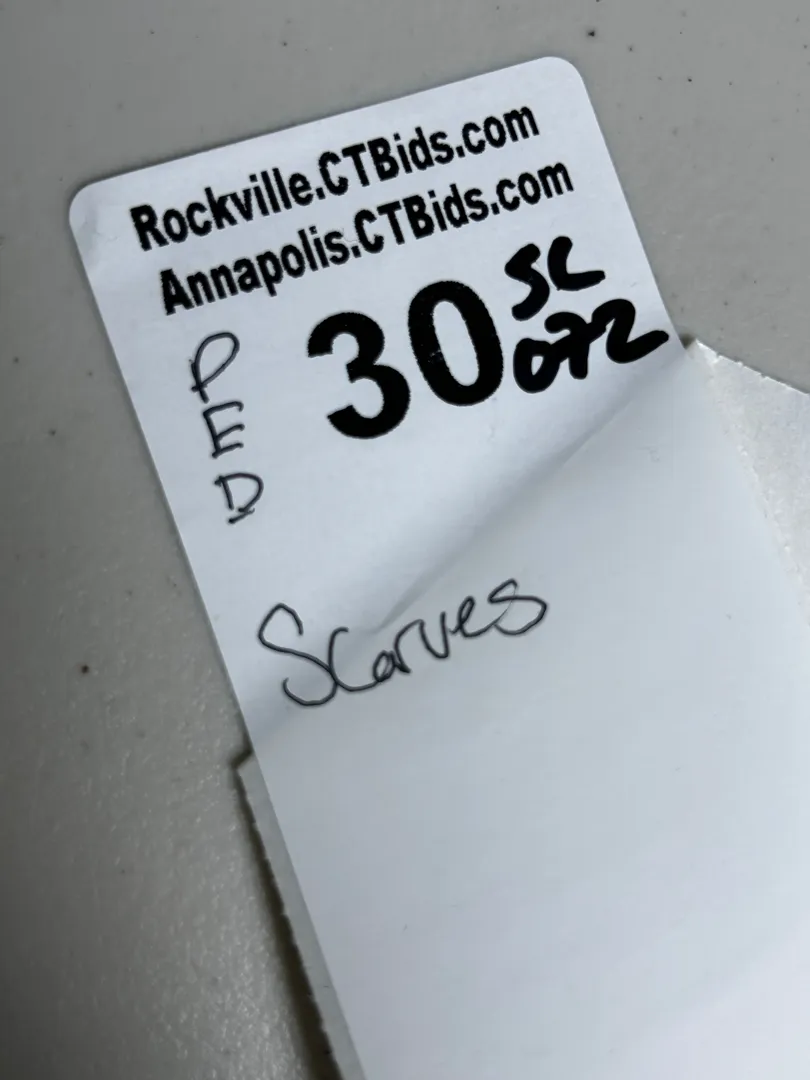 Rockville.CTBids.com
Annapolis.CTBids.com
30 SC
072
PED
Scarves